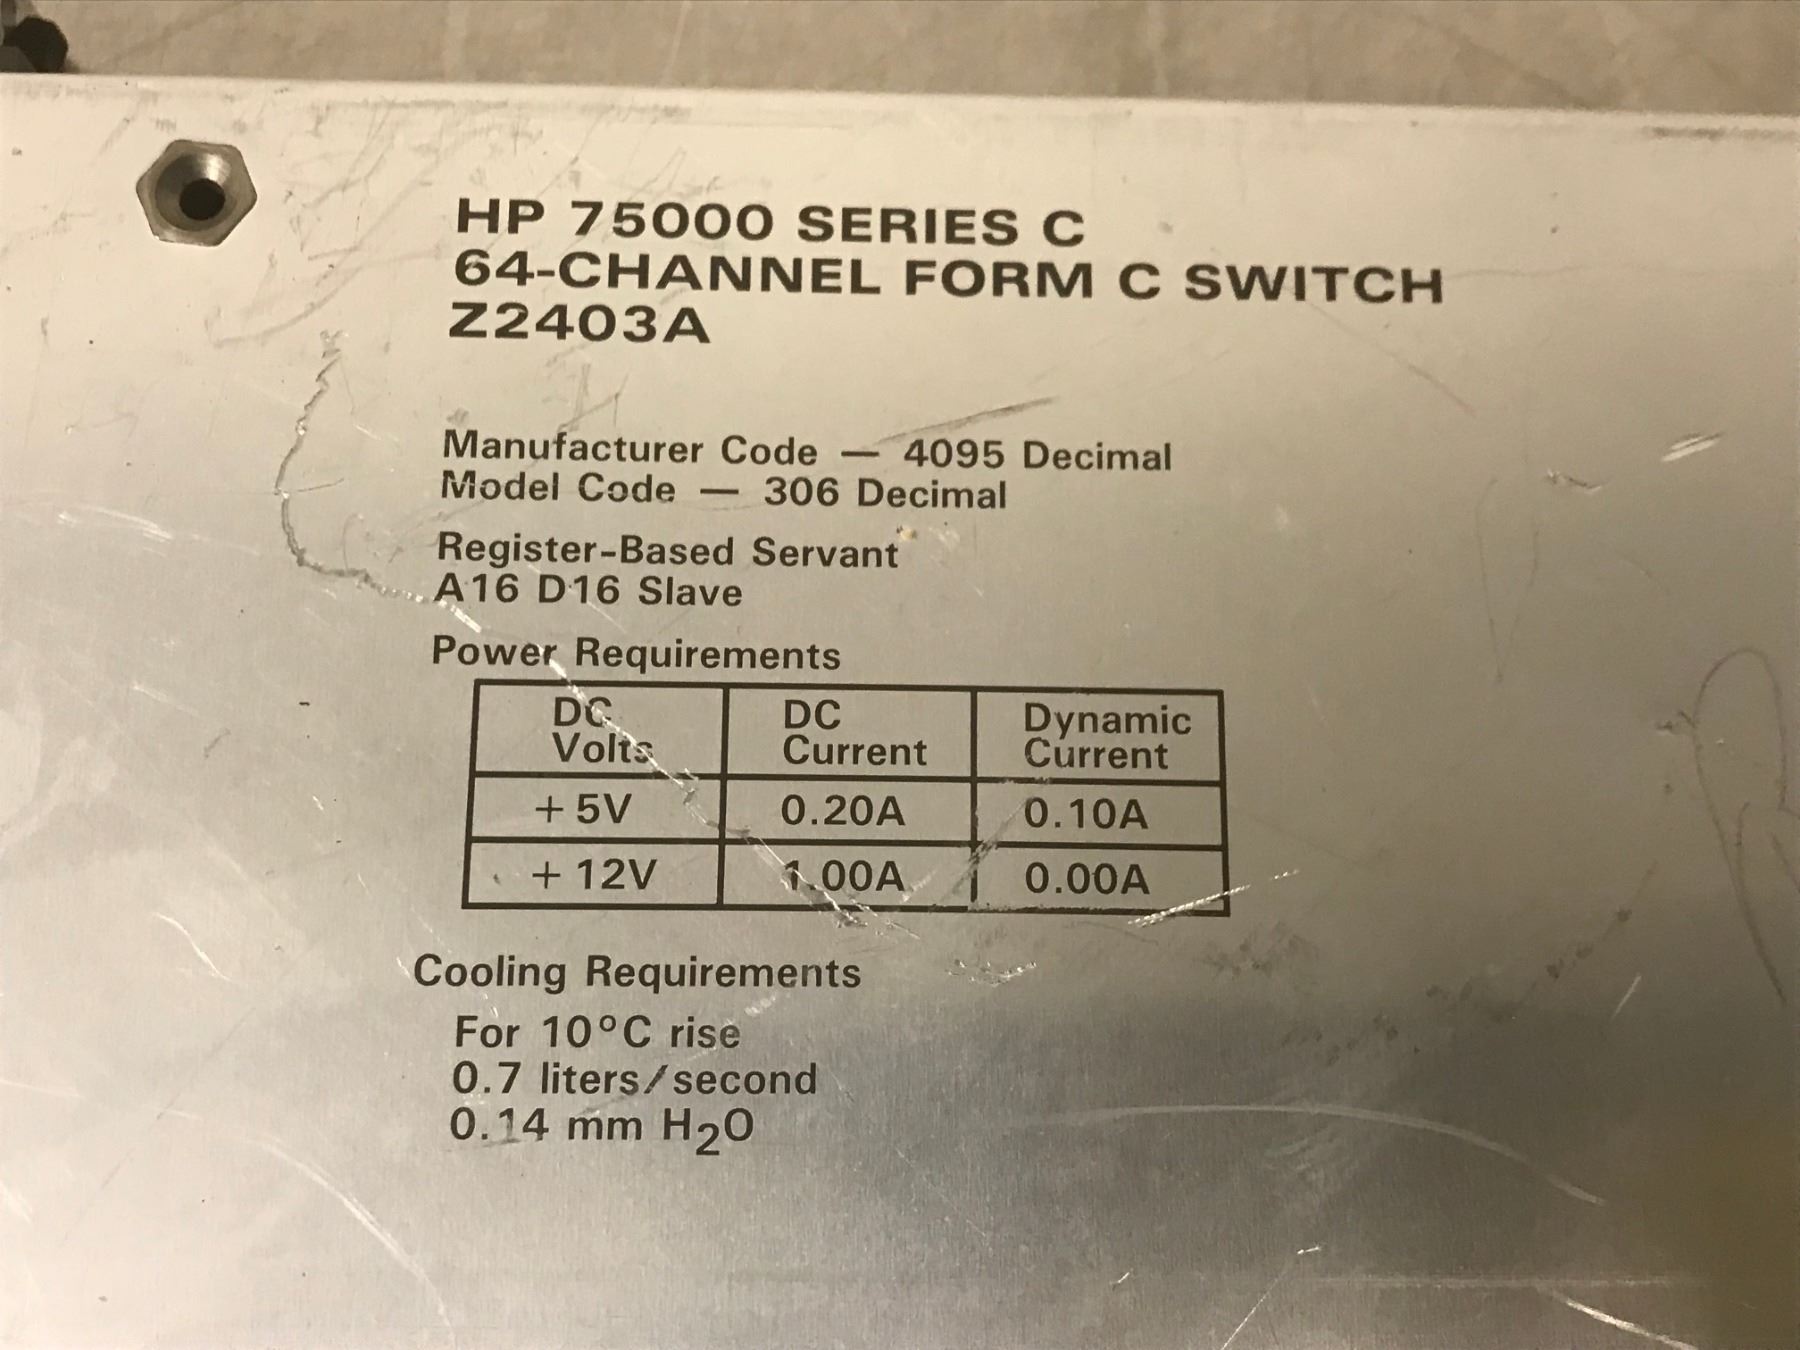 HP 75000 SERIES C
64-CHANNEL FORM C SWITCH
Z2403A
Manufacturer Code — 4095 Decimal
Model Code — 306 Decimal
Register-Based Servant
A16 D16 Slave
Power Requirements
DC Volts DC Current Dynamic Current
+5V 0.20A 0.10A
+12V 1.00A 0.00A
Cooling Requirements
For 10°C rise
0.7 liters/second
0.14 mm H2O